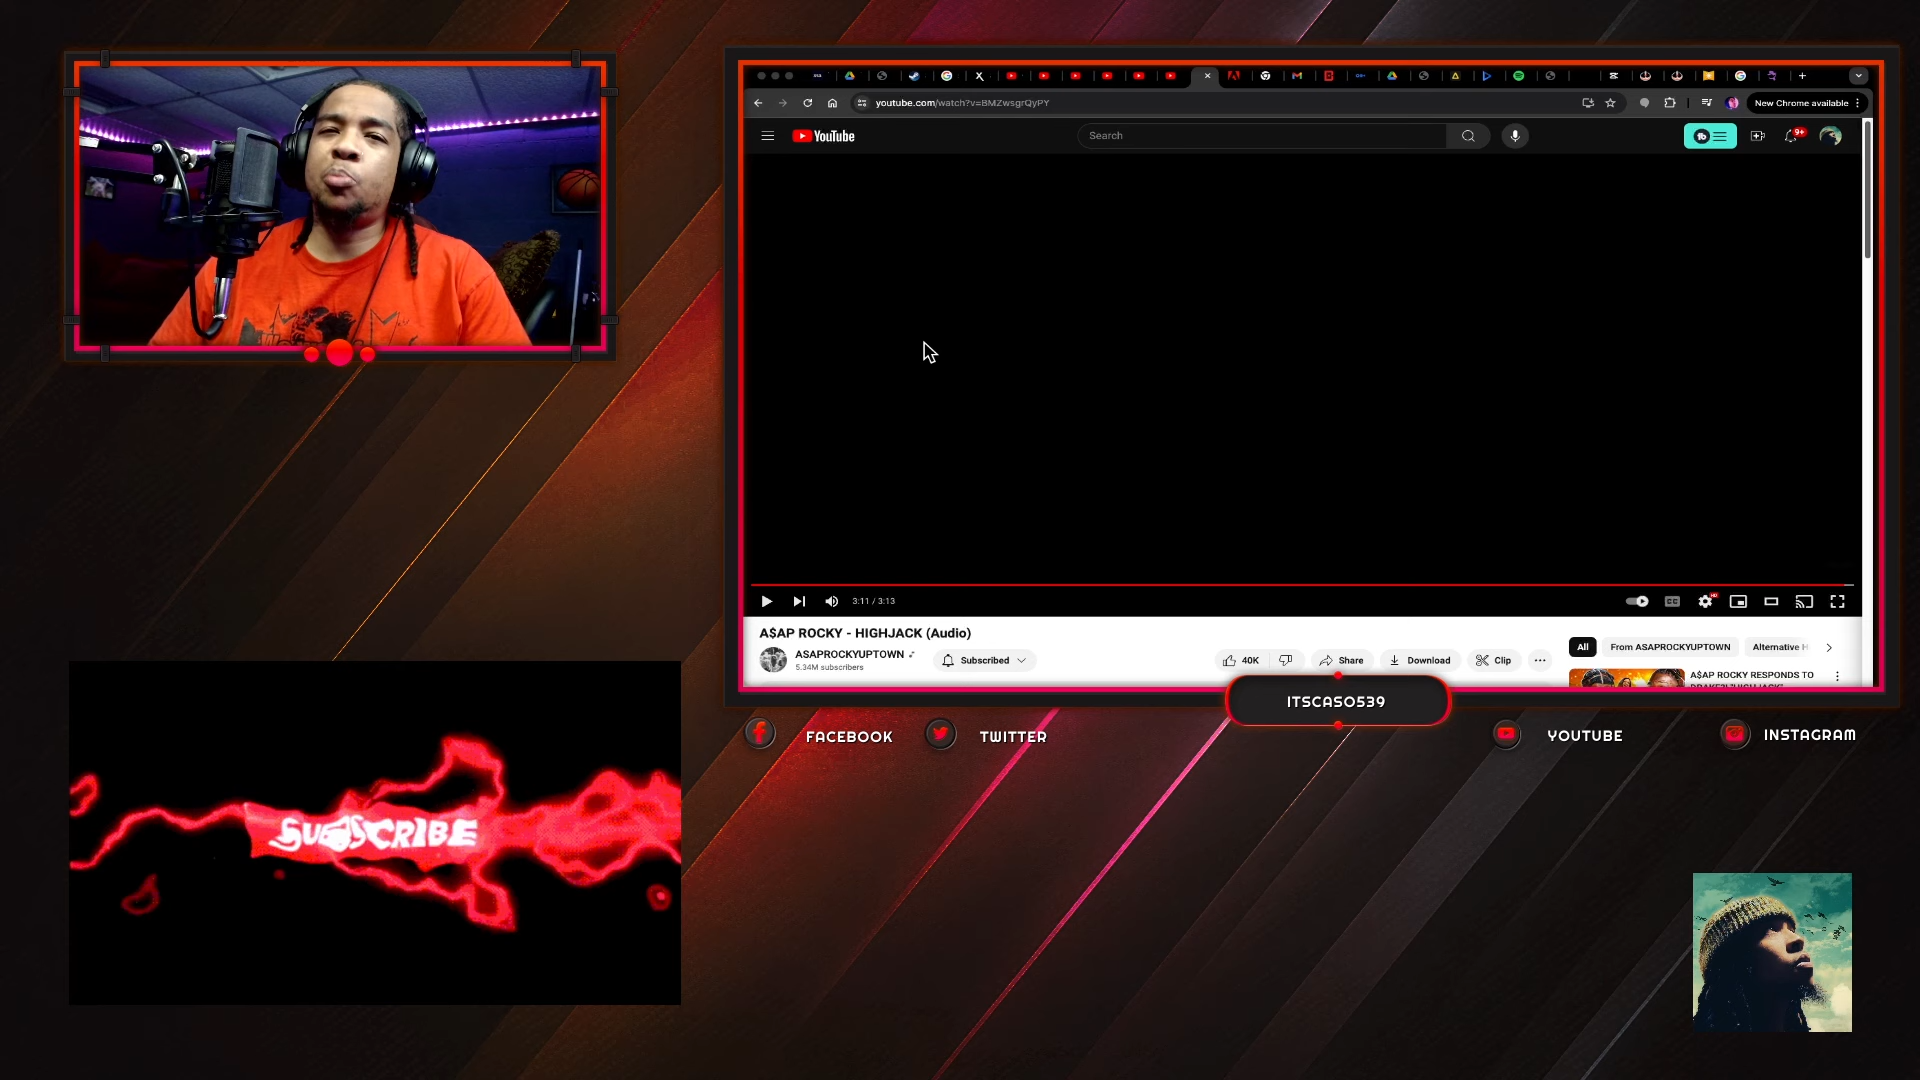 youtube.com/watch?v=BMZwsgrQyPY
New Chrome available
YouTube
Search
9+
3:11 / 3:13
A$AP ROCKY - HIGHJACK (Audio)
ASAPROCKYUPTOWN
5.34M subscribers
Subscribed
40K
Share
Download
Clip
All
From ASAPROCKYUPTOWN
Alternative H
A$AP ROCKY RESPONDS TO
ITSCASO539
FACEBOOK
TWITTER
YOUTUBE
INSTAGRAM
SUBSCRIBE